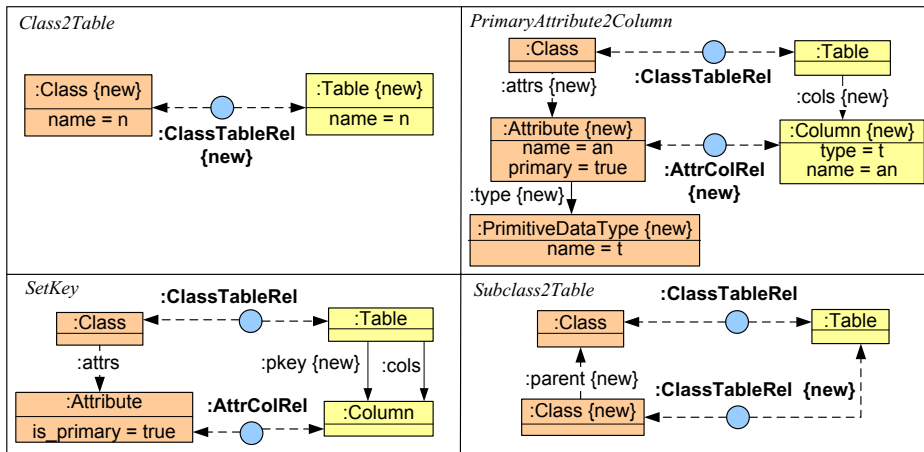 Class2Table
:Class {new}
name = n
:ClassTableRel
{new}
:Table {new}
name = n
PrimaryAttribute2Column
:Class
:ClassTableRel
:Table
:attrs {new}
:cols {new}
:Attribute {new}
name = an
primary = true
:AttrColRel
{new}
:Column {new}
type = t
name = an
:type {new}
:PrimitiveDataType {new}
name = t
SetKey
:ClassTableRel
:Class
:Table
:attrs
:pkey {new}
:cols
:Attribute
is_primary = true
:AttrColRel
:Column
Subclass2Table
:ClassTableRel
:Class
:Table
:parent {new}
:ClassTableRel {new}
:Class {new}